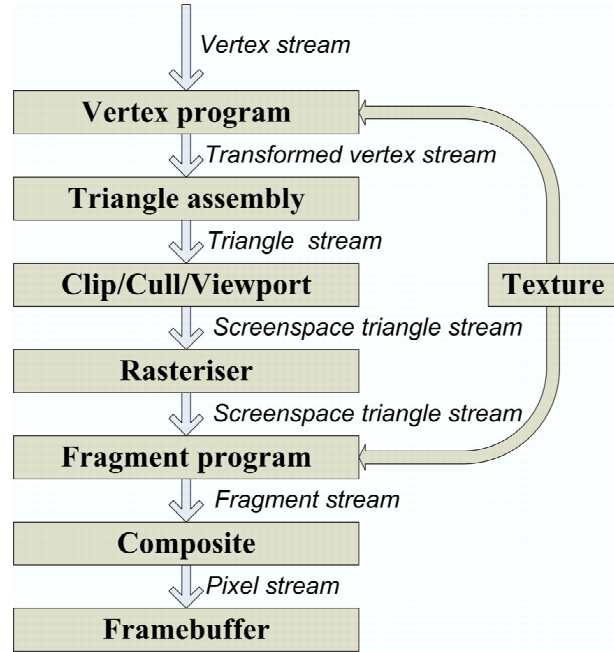 Vertex stream
Vertex program
Transformed vertex stream
Triangle assembly
Triangle stream
Clip/Cull/Viewport
Texture
Screenspace triangle stream
Rasteriser
Screenspace triangle stream
Fragment program
Fragment stream
Composite
Pixel stream
Framebuffer